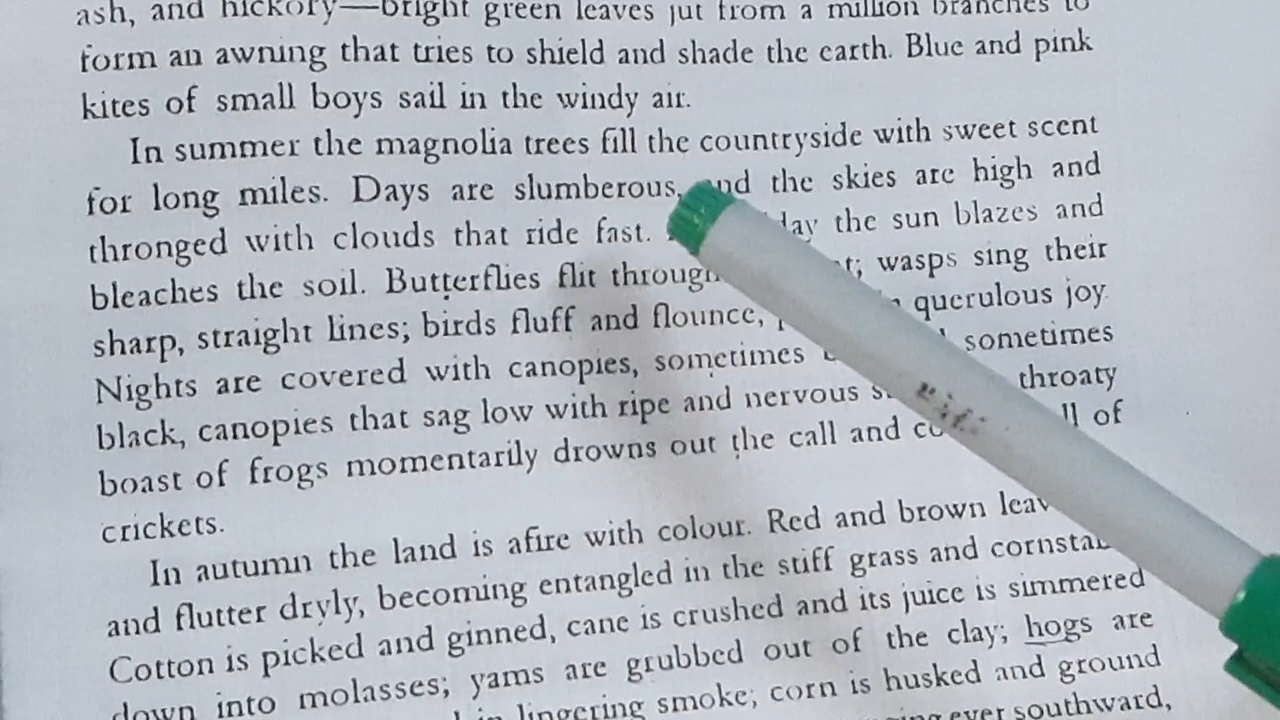 ash, and hickory—bright green leaves jut from a million branches to
form an awning that tries to shield and shade the earth. Blue and pink
kites of small boys sail in the windy air.
In summer the magnolia trees fill the countryside with sweet scent
for long miles. Days are slumberous, and the skies are high and
thronged with clouds that ride fast. the sun blazes and
bleaches the soil. Butterflies flit through wasps sing their
sharp, straight lines; birds fluff and flounce, querulous joy
Nights are covered with canopies, sometimes sometimes
black, canopies that sag low with ripe and nervous throaty
boast of frogs momentarily drowns out the call and of
crickets.
In autumn the land is afire with colour. Red and brown
and flutter dryly, becoming entangled in the stiff grass and
Cotton is picked and ginned, cane is crushed and its juice is simmered
down into molasses; yams are grubbed out of the clay; hogs are
in lingering smoke; corn is husked and ground
ever southward,